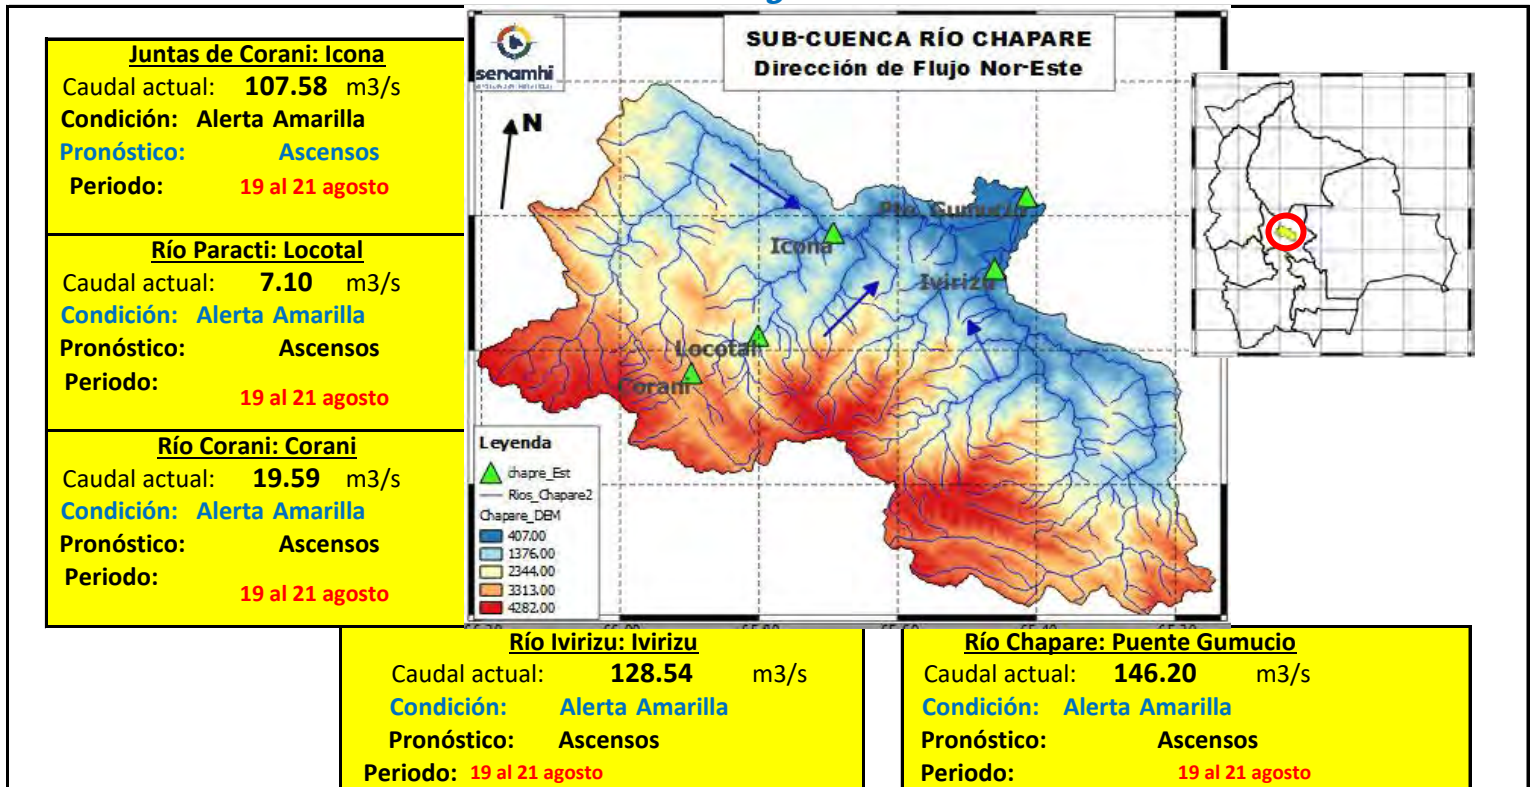 Juntas de Corani: Icona
Caudal actual: 107.58 m3/s
Condición: Alerta Amarilla
Pronóstico: Ascensos
Periodo: 19 al 21 agosto
Río Paracti: Locotal
Caudal actual: 7.10 m3/s
Condición: Alerta Amarilla
Pronóstico: Ascensos
Periodo: 19 al 21 agosto
Río Corani: Corani
Caudal actual: 19.59 m3/s
Condición: Alerta Amarilla
Pronóstico: Ascensos
Periodo: 19 al 21 agosto
senamhi
SUB-CUENCA RÍO CHAPARE
Dirección de Flujo Nor-Este
N
Pte. Gumucio
Icona
Ivirizu
Locotal
Corani
Leyenda
chapre_Est
Rios_Chapare2
Chapare_DEM
407.00
1376.00
2344.00
3313.00
4282.00
Río Ivirizu: Ivirizu
Caudal actual: 128.54 m3/s
Condición: Alerta Amarilla
Pronóstico: Ascensos
Periodo: 19 al 21 agosto
Río Chapare: Puente Gumucio
Caudal actual: 146.20 m3/s
Condición: Alerta Amarilla
Pronóstico: Ascensos
Periodo: 19 al 21 agosto